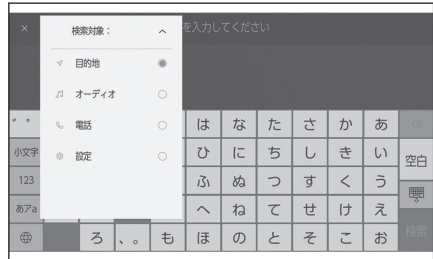 ×
検索対象：
を入力してください
目的地
オーディオ
電話
設定
゛゜ は な た さ か あ
小文字 ひ に ち し き い 空白
123 ふ ぬ つ す く う
あアa へ ね て せ け え
ろ 、。 も ほ の と そ こ お 検索